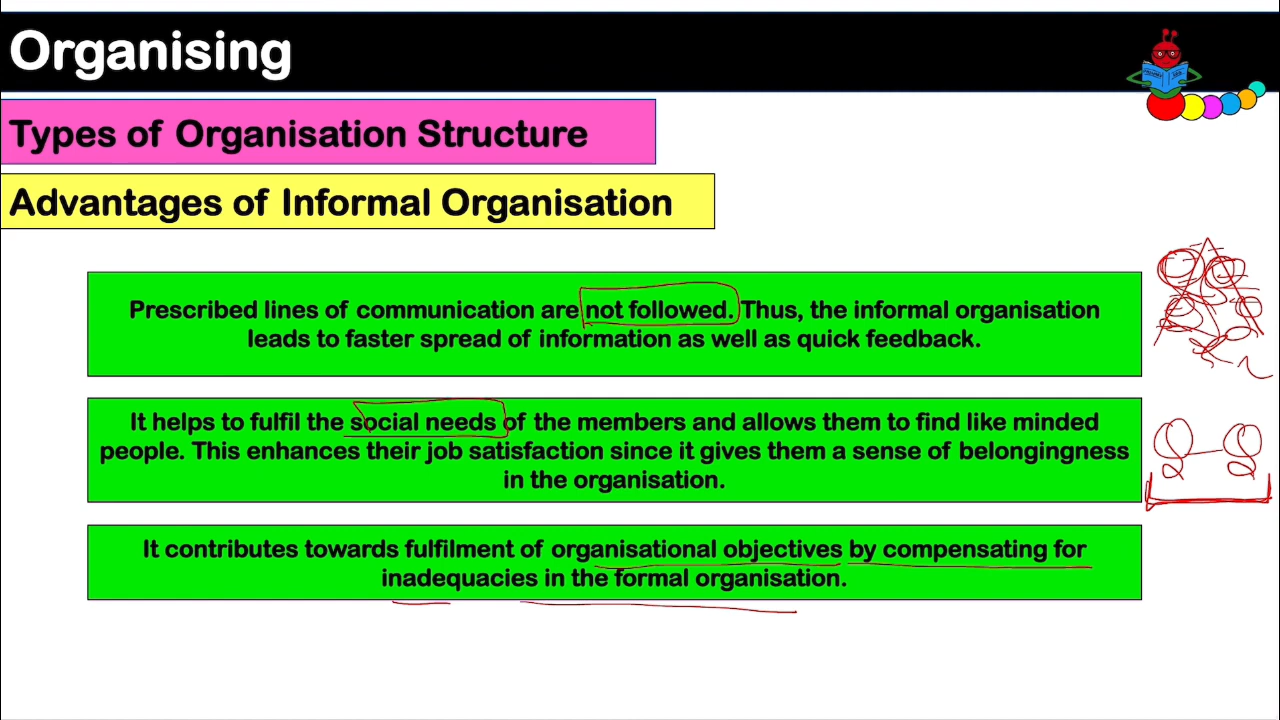 Organising
Types of Organisation Structure
Advantages of Informal Organisation
Prescribed lines of communication are not followed. Thus, the informal organisation
leads to faster spread of information as well as quick feedback.
It helps to fulfil the social needs of the members and allows them to find like minded
people. This enhances their job satisfaction since it gives them a sense of belongingness
in the organisation.
It contributes towards fulfilment of organisational objectives by compensating for
inadequacies in the formal organisation.